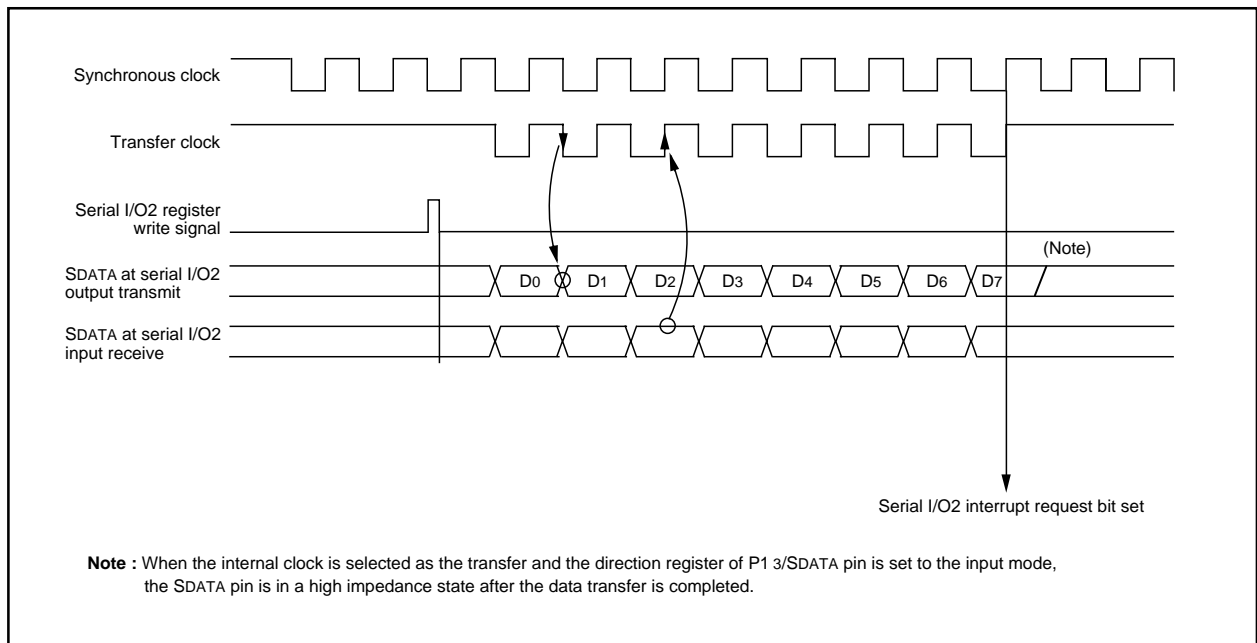 Synchronous clock
Transfer clock
Serial I/O2 register
write signal
(Note)
SDATA at serial I/O2
output transmit
D0 D1 D2 D3 D4 D5 D6 D7
SDATA at serial I/O2
input receive
Serial I/O2 interrupt request bit set
Note : When the internal clock is selected as the transfer and the direction register of P1 3/SDATA pin is set to the input mode,
the SDATA pin is in a high impedance state after the data transfer is completed.